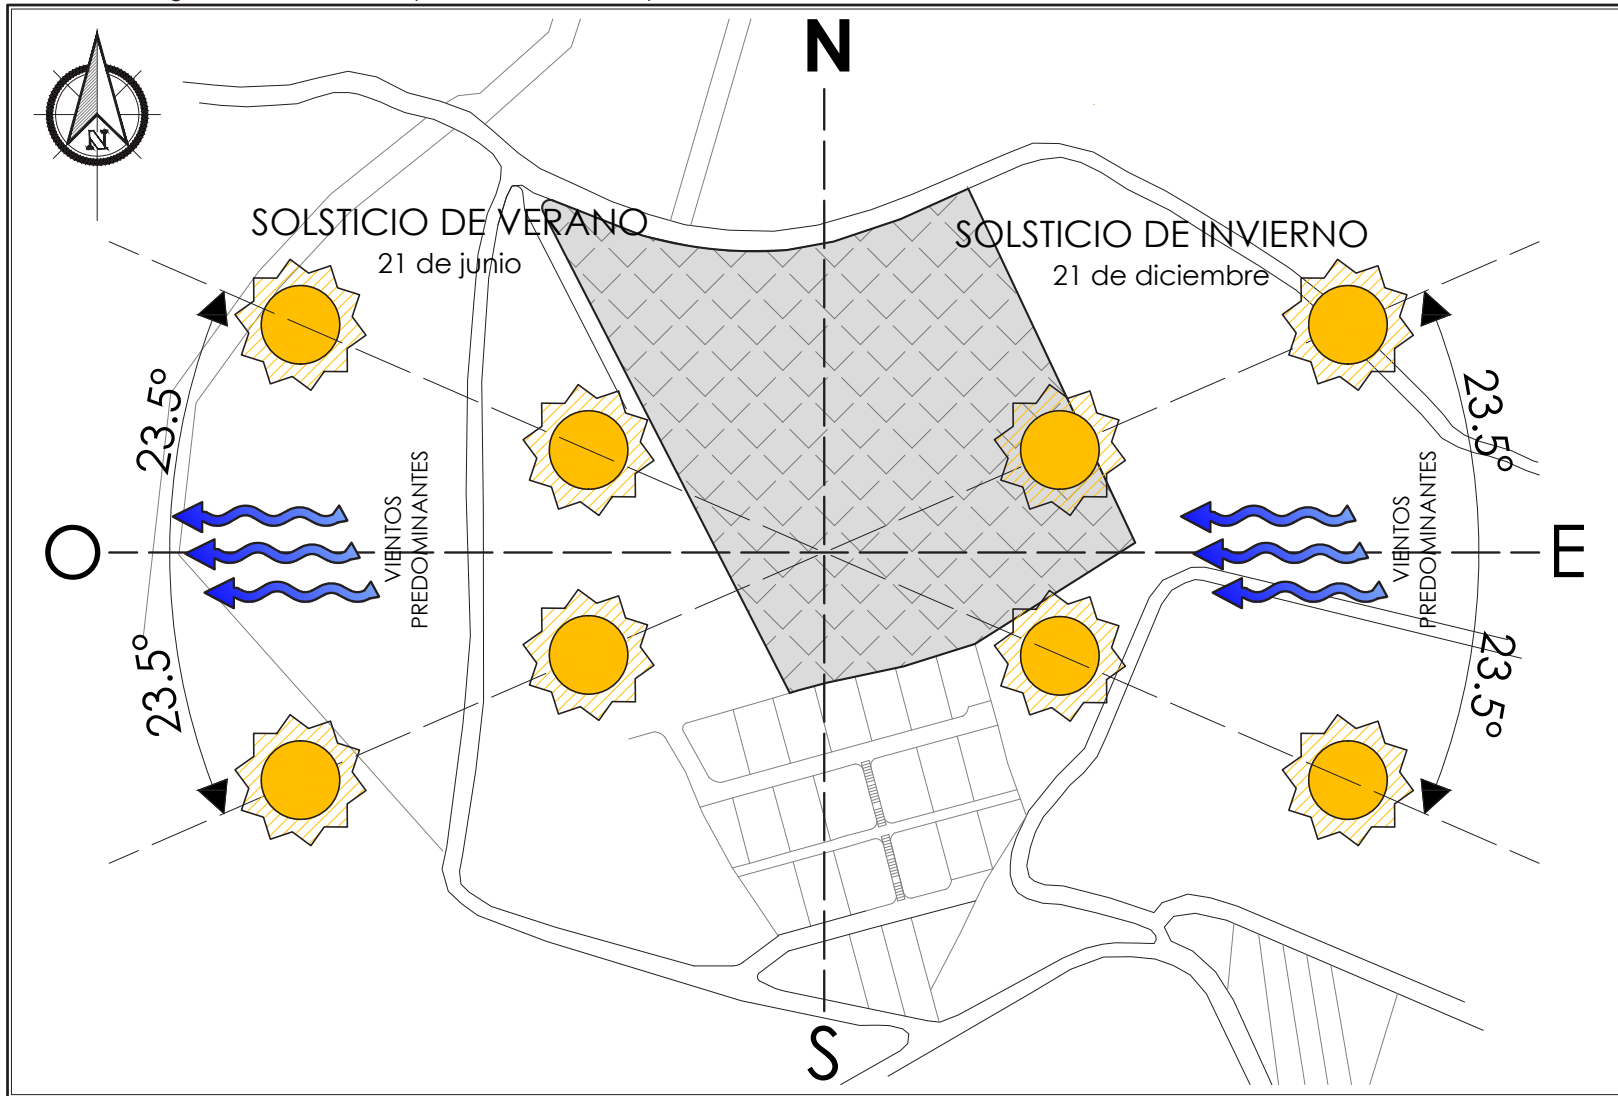 N
N
SOLSTICIO DE VERANO
21 de junio
SOLSTICIO DE INVIERNO
21 de diciembre
23.5°
23.5°
VIENTOS
PREDOMINANTES
VIENTOS
PREDOMINANTES
O
E
23.5°
23.5°
S